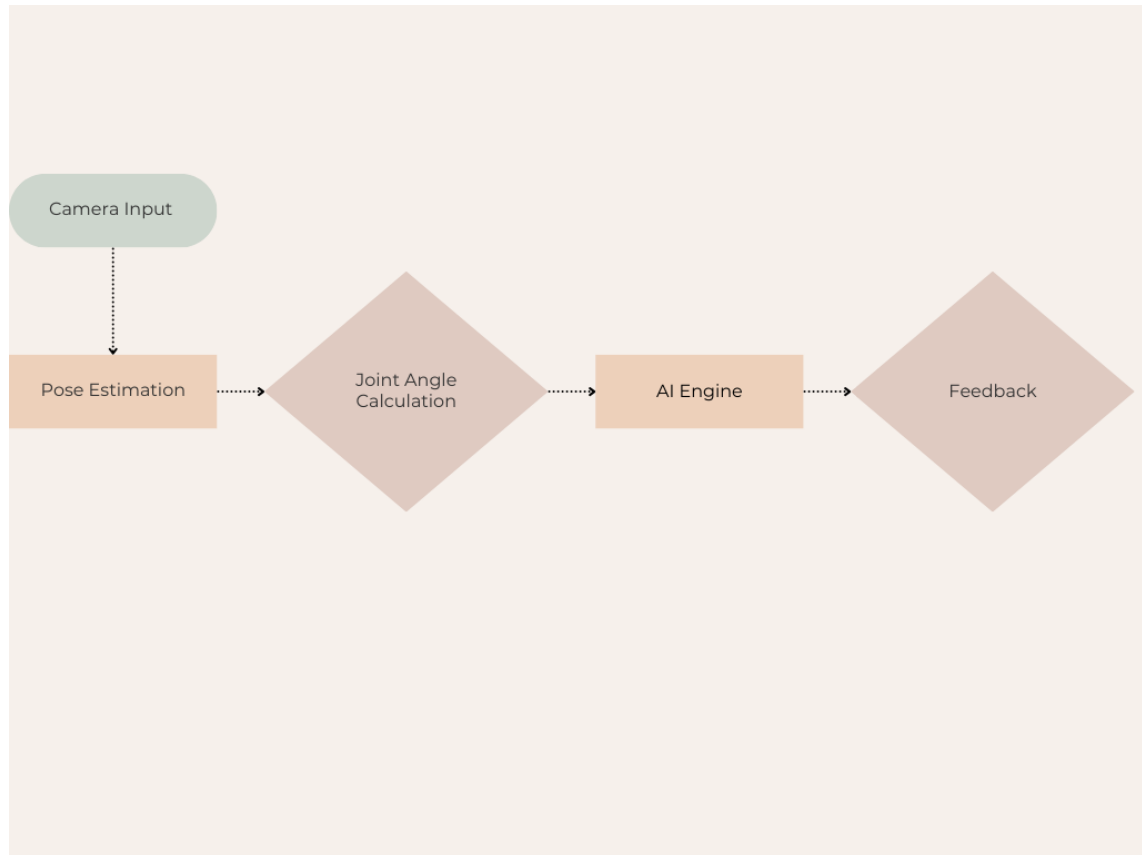 Camera Input
Pose Estimation
Joint Angle
Calculation
AI Engine
Feedback